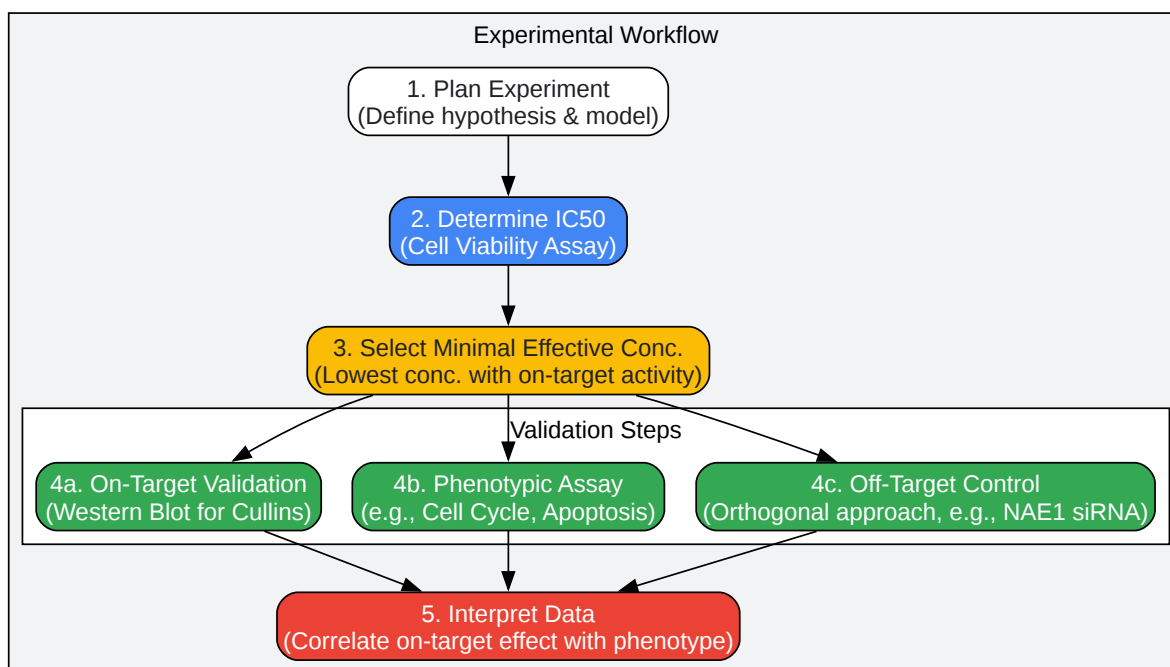 Experimental Workflow
1. Plan Experiment
(Define hypothesis & model)
2. Determine IC50
(Cell Viability Assay)
3. Select Minimal Effective Conc.
(Lowest conc. with on-target activity)
Validation Steps
4a. On-Target Validation
(Western Blot for Cullins)
4b. Phenotypic Assay
(e.g., Cell Cycle, Apoptosis)
4c. Off-Target Control
(Orthogonal approach, e.g., NAE1 siRNA)
5. Interpret Data
(Correlate on-target effect with phenotype)